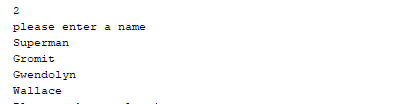 2
please enter a name
Superman
Gromit
Gwendolyn
Wallace